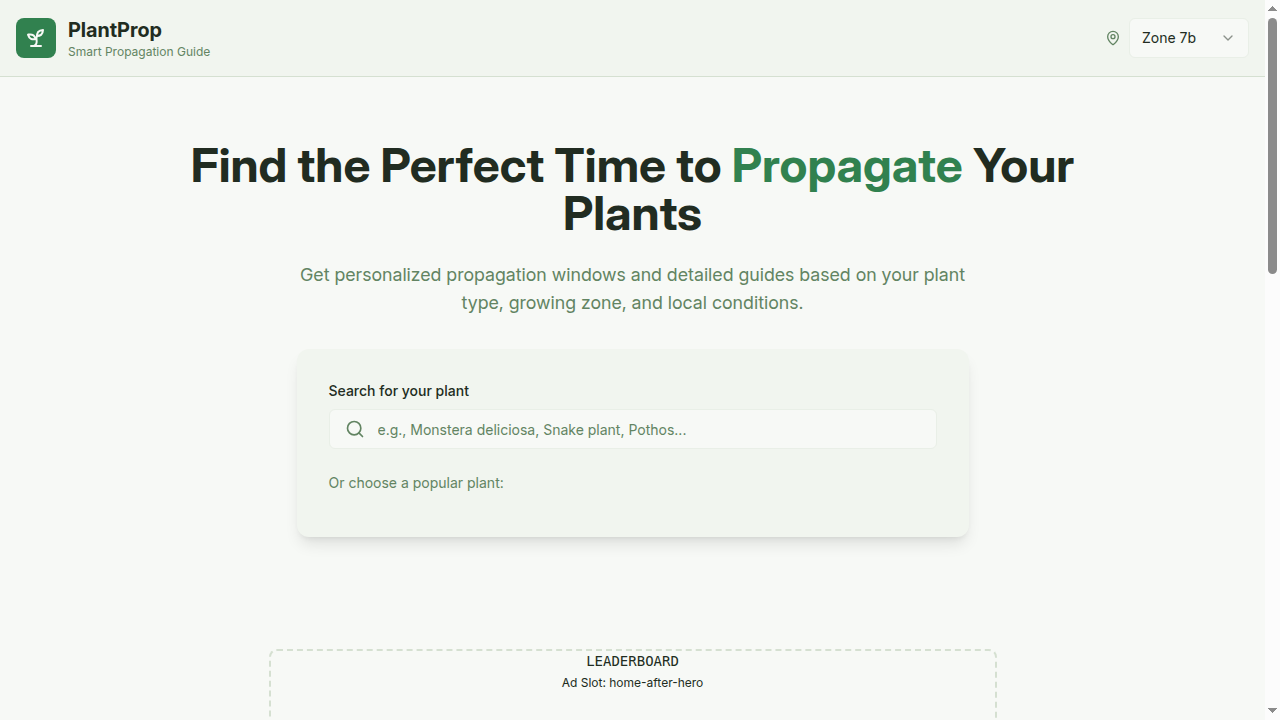 PlantProp
Smart Propagation Guide
Zone 7b
Find the Perfect Time to Propagate Your
Plants
Get personalized propagation windows and detailed guides based on your plant
type, growing zone, and local conditions.
Search for your plant
e.g., Monstera deliciosa, Snake plant, Pothos...
Or choose a popular plant:
LEADERBOARD
Ad Slot: home-after-hero